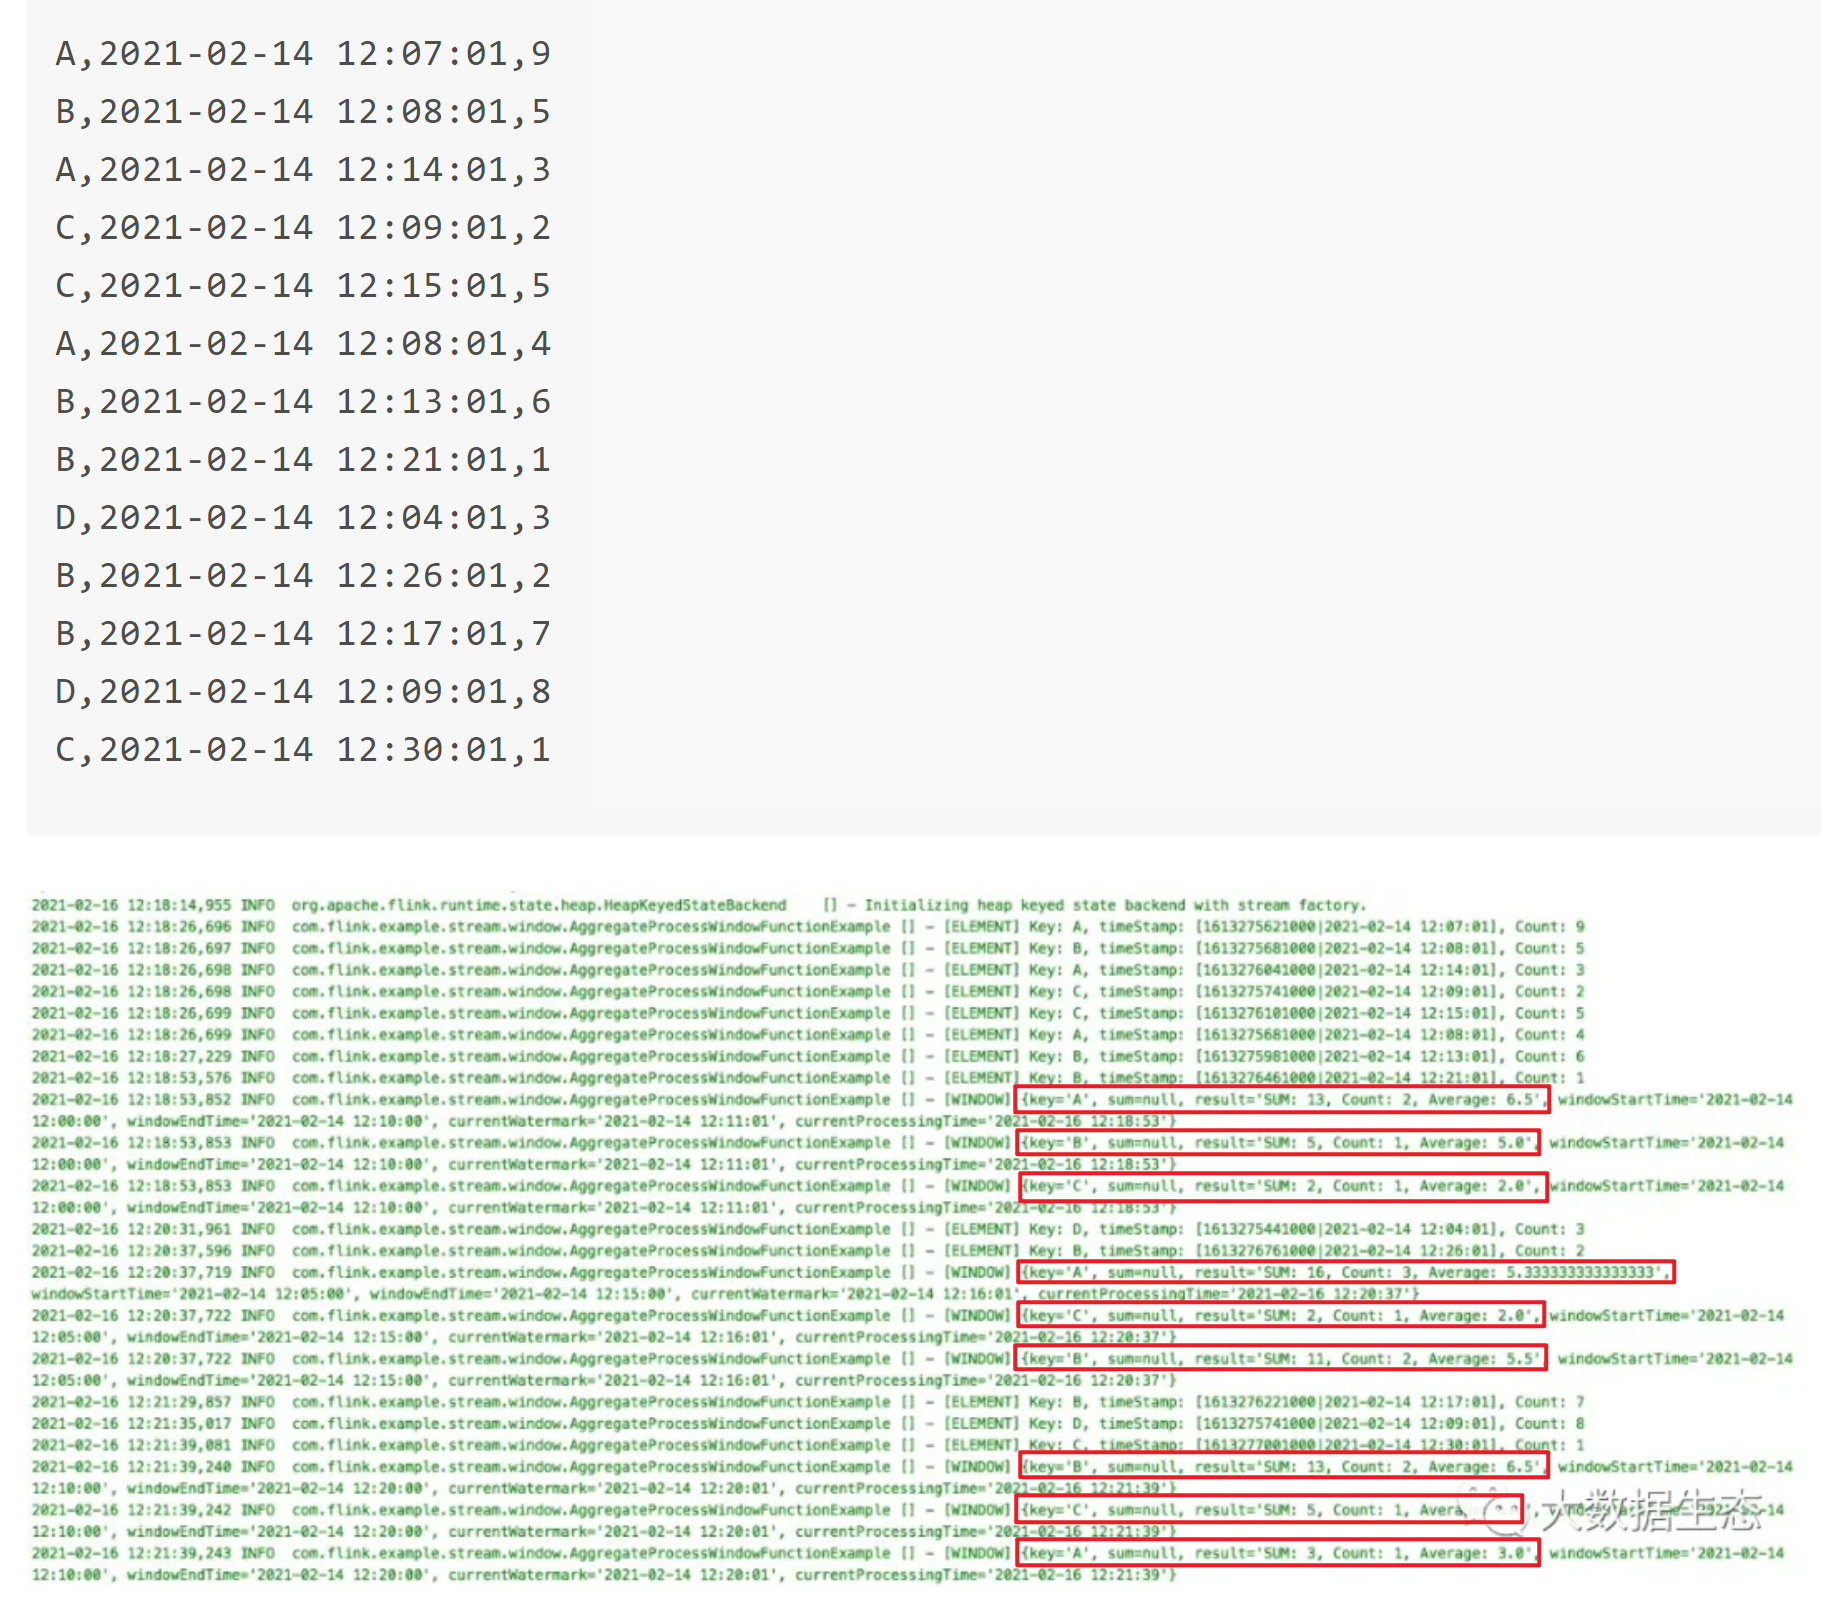 A,2021-02-14 12:07:01,9
B,2021-02-14 12:08:01,5
A,2021-02-14 12:14:01,3
C,2021-02-14 12:09:01,2
C,2021-02-14 12:15:01,5
A,2021-02-14 12:08:01,4
B,2021-02-14 12:13:01,6
B,2021-02-14 12:21:01,1
D,2021-02-14 12:04:01,3
B,2021-02-14 12:26:01,2
B,2021-02-14 12:17:01,7
D,2021-02-14 12:09:01,8
C,2021-02-14 12:30:01,1
2021-02-16 12:18:14,955 INFO  org.apache.flink.runtime.state.heap.HeapKeyedStateBackend    [] - Initializing heap keyed state backend with stream factory.
2021-02-16 12:18:26,696 INFO  com.flink.example.stream.window.AggregateProcessWindowFunctionExample [] - [ELEMENT] Key: A, timeStamp: [1613275621000|2021-02-14 12:07:01], Count: 9
2021-02-16 12:18:26,697 INFO  com.flink.example.stream.window.AggregateProcessWindowFunctionExample [] - [ELEMENT] Key: B, timeStamp: [1613275681000|2021-02-14 12:08:01], Count: 5
2021-02-16 12:18:26,698 INFO  com.flink.example.stream.window.AggregateProcessWindowFunctionExample [] - [ELEMENT] Key: A, timeStamp: [1613276041000|2021-02-14 12:14:01], Count: 3
2021-02-16 12:18:26,698 INFO  com.flink.example.stream.window.AggregateProcessWindowFunctionExample [] - [ELEMENT] Key: C, timeStamp: [1613275741000|2021-02-14 12:09:01], Count: 2
2021-02-16 12:18:26,699 INFO  com.flink.example.stream.window.AggregateProcessWindowFunctionExample [] - [ELEMENT] Key: C, timeStamp: [1613276101000|2021-02-14 12:15:01], Count: 5
2021-02-16 12:18:26,699 INFO  com.flink.example.stream.window.AggregateProcessWindowFunctionExample [] - [ELEMENT] Key: A, timeStamp: [1613275681000|2021-02-14 12:08:01], Count: 4
2021-02-16 12:18:27,229 INFO  com.flink.example.stream.window.AggregateProcessWindowFunctionExample [] - [ELEMENT] Key: B, timeStamp: [1613275981000|2021-02-14 12:13:01], Count: 6
2021-02-16 12:18:53,576 INFO  com.flink.example.stream.window.AggregateProcessWindowFunctionExample [] - [ELEMENT] Key: B, timeStamp: [1613276461000|2021-02-14 12:21:01], Count: 1
2021-02-16 12:18:53,852 INFO  com.flink.example.stream.window.AggregateProcessWindowFunctionExample [] - [WINDOW] {key='A', sum=null, result='SUM: 13, Count: 2, Average: 6.5', windowStartTime='2021-02-14
12:00:00', windowEndTime='2021-02-14 12:10:00', currentWatermark='2021-02-14 12:11:01', currentProcessingTime='2021-02-16 12:18:53'}
2021-02-16 12:18:53,853 INFO  com.flink.example.stream.window.AggregateProcessWindowFunctionExample [] - [WINDOW] {key='B', sum=null, result='SUM: 5, Count: 1, Average: 5.0', windowStartTime='2021-02-14
12:00:00', windowEndTime='2021-02-14 12:10:00', currentWatermark='2021-02-14 12:11:01', currentProcessingTime='2021-02-16 12:18:53'}
2021-02-16 12:18:53,853 INFO  com.flink.example.stream.window.AggregateProcessWindowFunctionExample [] - [WINDOW] {key='C', sum=null, result='SUM: 2, Count: 1, Average: 2.0', windowStartTime='2021-02-14
12:00:00', windowEndTime='2021-02-14 12:10:00', currentWatermark='2021-02-14 12:11:01', currentProcessingTime='2021-02-16 12:18:53'}
2021-02-16 12:20:31,961 INFO  com.flink.example.stream.window.AggregateProcessWindowFunctionExample [] - [ELEMENT] Key: D, timeStamp: [1613275441000|2021-02-14 12:04:01], Count: 3
2021-02-16 12:20:37,596 INFO  com.flink.example.stream.window.AggregateProcessWindowFunctionExample [] - [ELEMENT] Key: B, timeStamp: [1613276761000|2021-02-14 12:26:01], Count: 2
2021-02-16 12:20:37,719 INFO  com.flink.example.stream.window.AggregateProcessWindowFunctionExample [] - [WINDOW] {key='A', sum=null, result='SUM: 16, Count: 3, Average: 5.333333333333333',
windowStartTime='2021-02-14 12:05:00', windowEndTime='2021-02-14 12:15:00', currentWatermark='2021-02-14 12:16:01', currentProcessingTime='2021-02-16 12:20:37'}
2021-02-16 12:20:37,722 INFO  com.flink.example.stream.window.AggregateProcessWindowFunctionExample [] - [WINDOW] {key='C', sum=null, result='SUM: 2, Count: 1, Average: 2.0', windowStartTime='2021-02-14
12:05:00', windowEndTime='2021-02-14 12:15:00', currentWatermark='2021-02-14 12:16:01', currentProcessingTime='2021-02-16 12:20:37'}
2021-02-16 12:20:37,722 INFO  com.flink.example.stream.window.AggregateProcessWindowFunctionExample [] - [WINDOW] {key='B', sum=null, result='SUM: 11, Count: 2, Average: 5.5', windowStartTime='2021-02-14
12:05:00', windowEndTime='2021-02-14 12:15:00', currentWatermark='2021-02-14 12:16:01', currentProcessingTime='2021-02-16 12:20:37'}
2021-02-16 12:21:29,857 INFO  com.flink.example.stream.window.AggregateProcessWindowFunctionExample [] - [ELEMENT] Key: B, timeStamp: [1613276221000|2021-02-14 12:17:01], Count: 7
2021-02-16 12:21:35,017 INFO  com.flink.example.stream.window.AggregateProcessWindowFunctionExample [] - [ELEMENT] Key: D, timeStamp: [1613275741000|2021-02-14 12:09:01], Count: 8
2021-02-16 12:21:39,081 INFO  com.flink.example.stream.window.AggregateProcessWindowFunctionExample [] - [ELEMENT] Key: C, timeStamp: [1613277001000|2021-02-14 12:30:01], Count: 1
2021-02-16 12:21:39,240 INFO  com.flink.example.stream.window.AggregateProcessWindowFunctionExample [] - [WINDOW] {key='B', sum=null, result='SUM: 13, Count: 2, Average: 6.5', windowStartTime='2021-02-14
12:10:00', windowEndTime='2021-02-14 12:20:00', currentWatermark='2021-02-14 12:20:01', currentProcessingTime='2021-02-16 12:21:39'}
2021-02-16 12:21:39,242 INFO  com.flink.example.stream.window.AggregateProcessWindowFunctionExample [] - [WINDOW] {key='C', sum=null, result='SUM: 5, Count: 1,
大数据生态
12:10:00', windowEndTime='2021-02-14 12:20:00', currentWatermark='2021-02-14 12:20:01', currentProcessingTime='2021-02-16 12:21:39'}
2021-02-16 12:21:39,243 INFO  com.flink.example.stream.window.AggregateProcessWindowFunctionExample [] - [WINDOW] {key='A', sum=null, result='SUM: 3, Count: 1, Average: 3.0', windowStartTime='2021-02-14
12:10:00', windowEndTime='2021-02-14 12:20:00', currentWatermark='2021-02-14 12:20:01', currentProcessingTime='2021-02-16 12:21:39'}